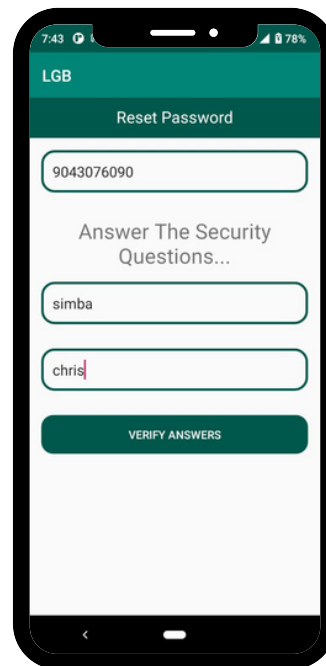 7:43 78%
LGB
Reset Password
9043076090
Answer The Security
Questions...
simba
chris
VERIFY ANSWERS